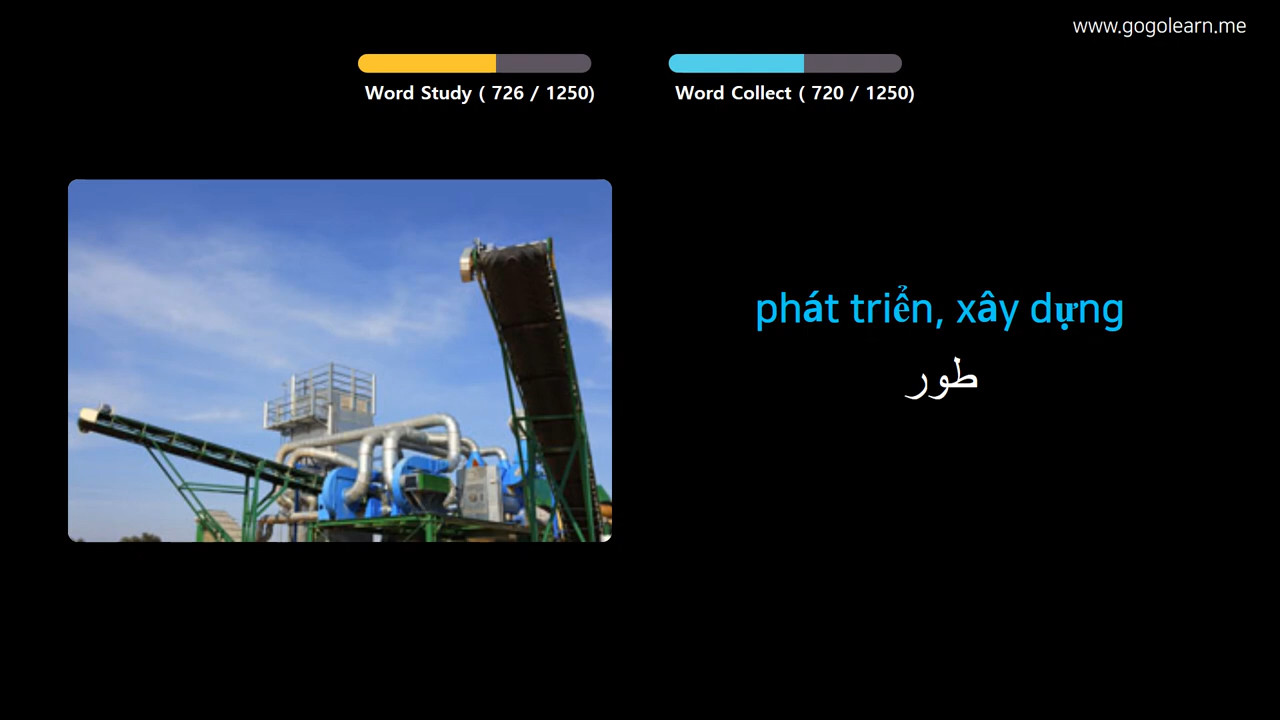 www.gogolearn.me
Word Study ( 726 / 1250)
Word Collect ( 720 / 1250)
phát triển, xây dựng
طور